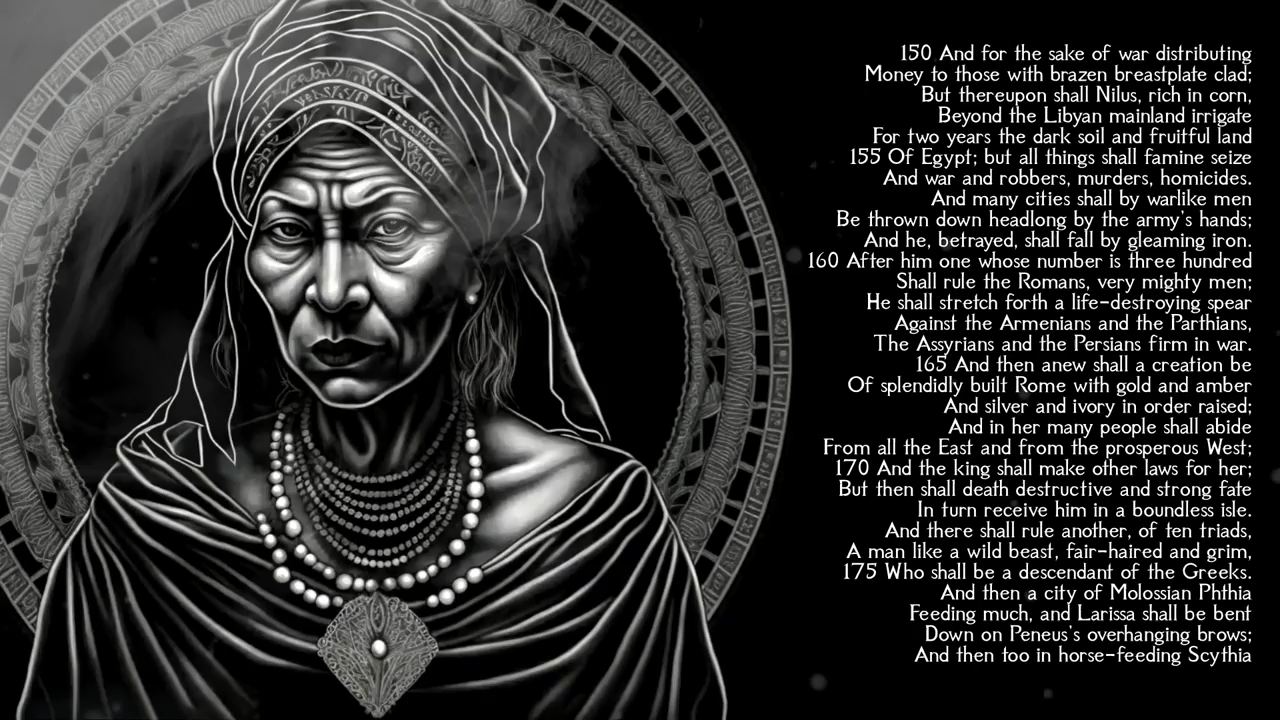 150 And for the sake of war distributing
Money to those with brazen breastplate clad;
But thereupon shall Nilus, rich in corn,
Beyond the Libyan mainland irrigate
For two years the dark soil and fruitful land
155 Of Egypt; but all things shall famine seize
And war and robbers, murders, homicides.
And many cities shall by warlike men
Be thrown down headlong by the army's hands;
And he, betrayed, shall fall by gleaming iron.
160 After him one whose number is three hundred
Shall rule the Romans, very mighty men;
He shall stretch forth a life-destroying spear
Against the Armenians and the Parthians,
The Assyrians and the Persians firm in war.
165 And then anew shall a creation be
Of splendidly built Rome with gold and amber
And silver and ivory in order raised;
And in her many people shall abide
From all the East and from the prosperous West;
170 And the king shall make other laws for her;
But then shall death destructive and strong fate
In turn receive him in a boundless isle.
And there shall rule another, of ten triads,
A man like a wild beast, fair-haired and grim,
175 Who shall be a descendant of the Greeks.
And then a city of Molossian Phthia
Feeding much, and Larissa shall be bent
Down on Peneus's overhanging brows;
And then too in horse-feeding Scythia